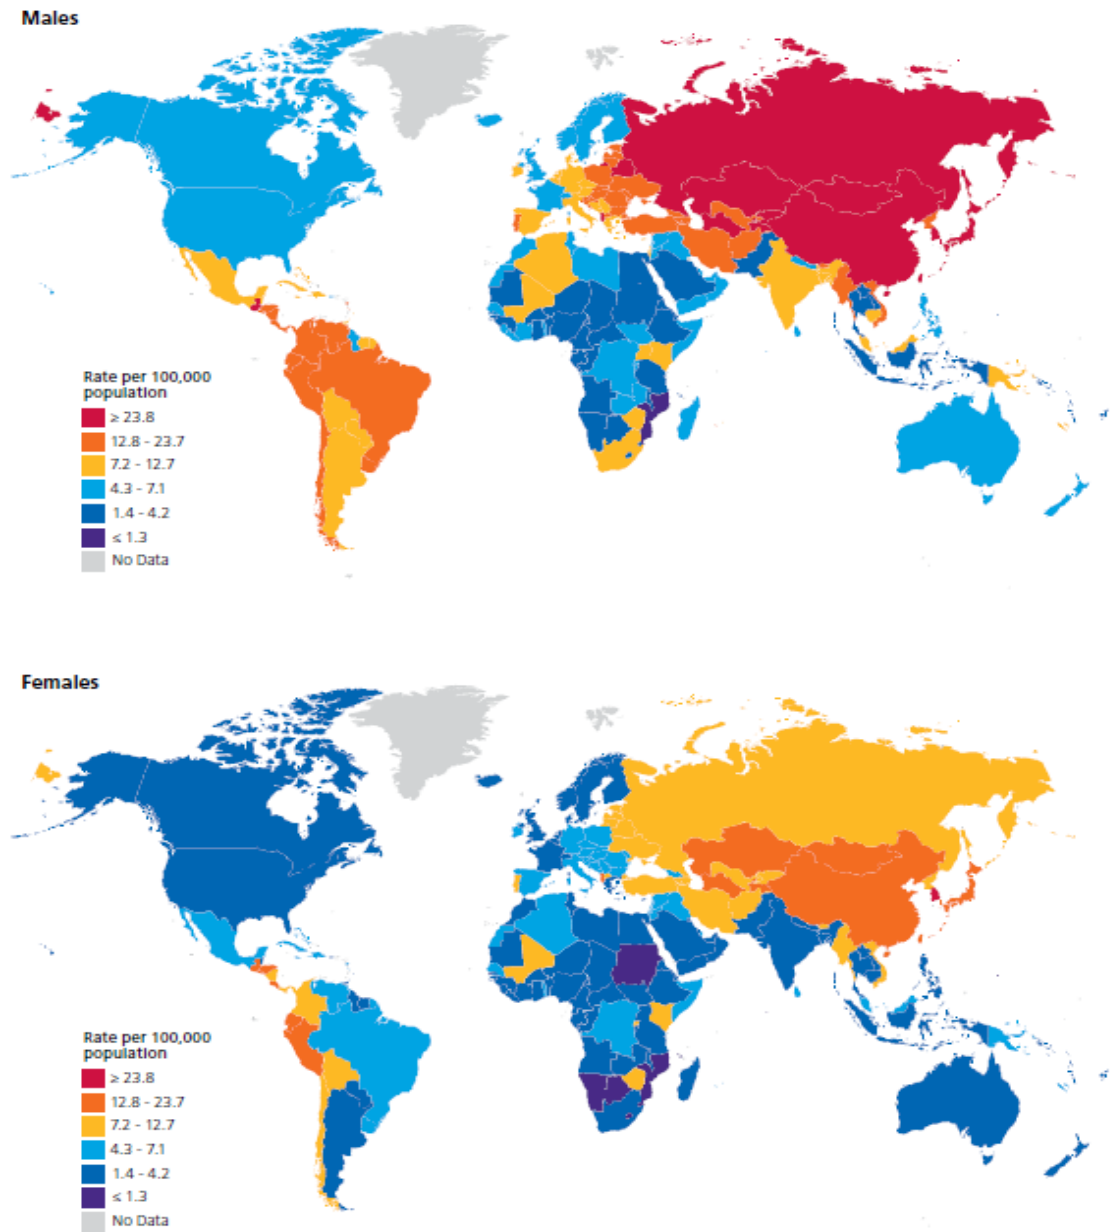 Males
Rate per 100,000
population
≥ 23.8
12.8 - 23.7
7.2 - 12.7
4.3 - 7.1
1.4 - 4.2
≤ 1.3
No Data
Females
Rate per 100,000
population
≥ 23.8
12.8 - 23.7
7.2 - 12.7
4.3 - 7.1
1.4 - 4.2
≤ 1.3
No Data